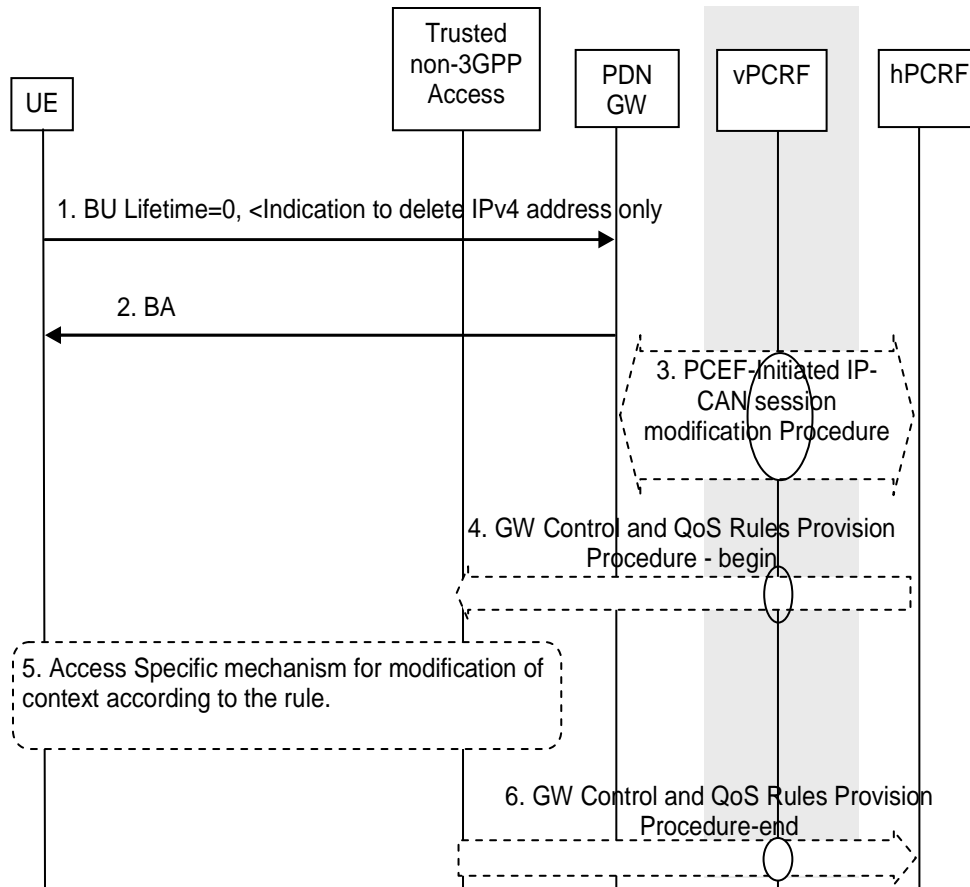 UE
Trusted
non-3GPP
Access
PDN
GW
vPCRF
hPCRF
1. BU Lifetime=0, <Indication to delete IPv4 address only
2. BA
3. PCEF-Initiated IP-
CAN session
modification Procedure
4. GW Control and QoS Rules Provision
Procedure - begin
5. Access Specific mechanism for modification of
context according to the rule.
6. GW Control and QoS Rules Provision
Procedure-end